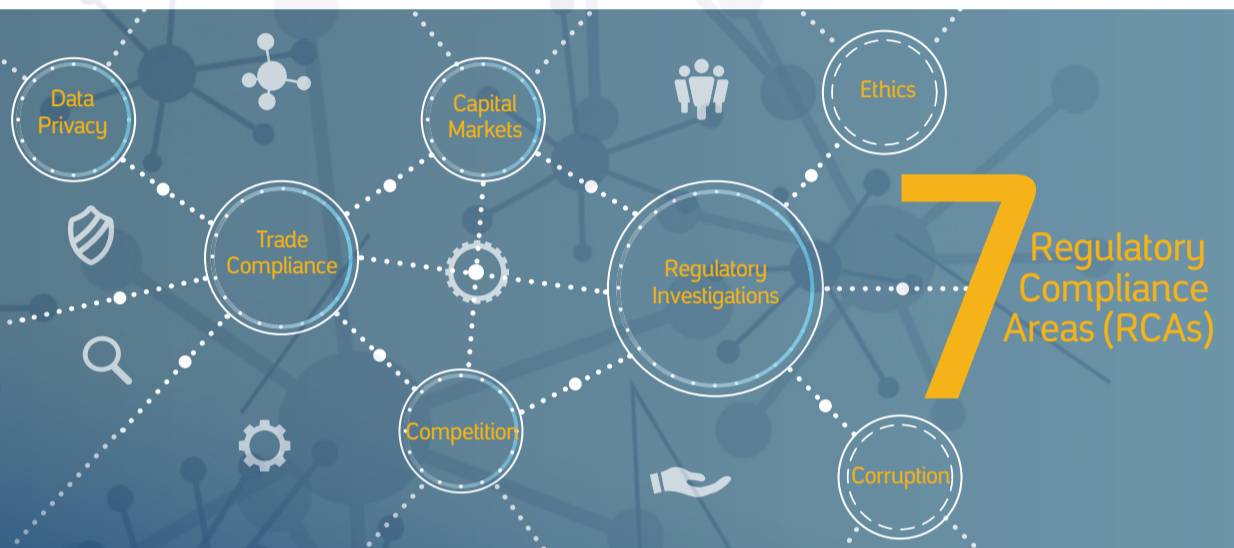 Data
Privacy
Capital
Markets
Ethics
Trade
Compliance
Regulatory
Investigations
7
Regulatory
Compliance
Areas (RCAs)
Competition
Corruption